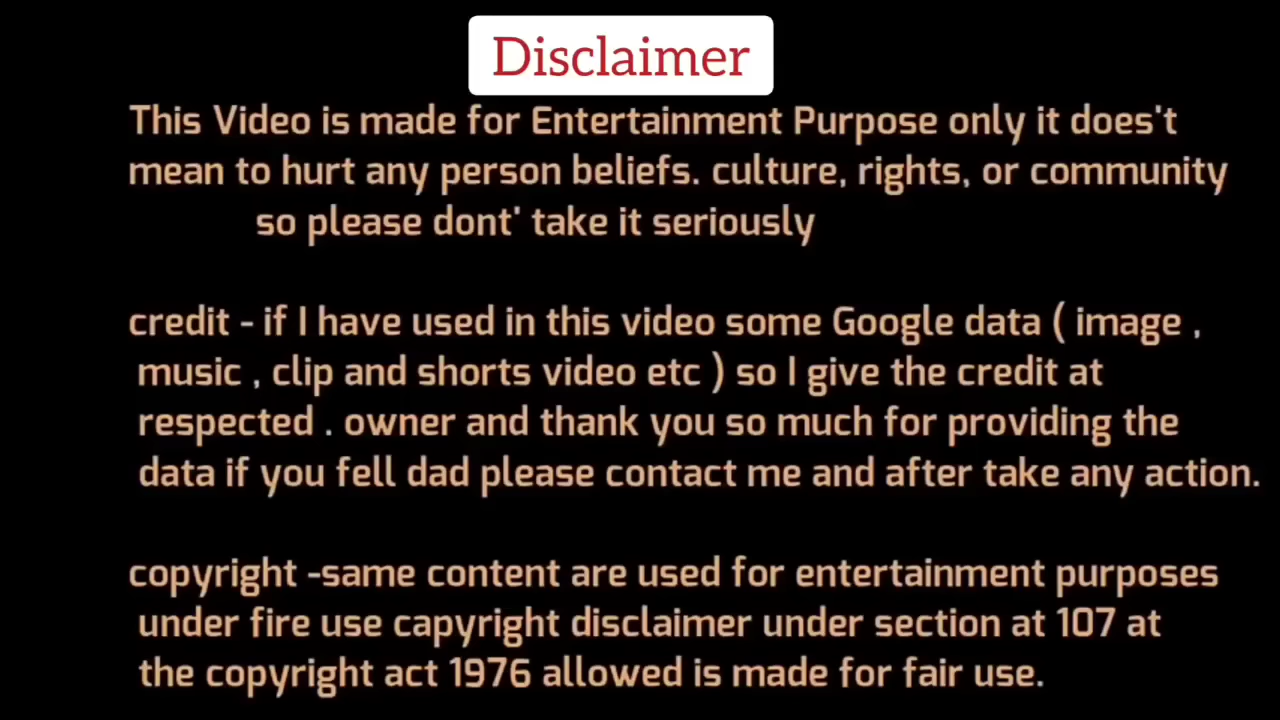 Disclaimer
This Video is made for Entertainment Purpose only it does't
mean to hurt any person beliefs. culture, rights, or community
so please dont' take it seriously
credit - if I have used in this video some Google data ( image ,
music , clip and shorts video etc ) so I give the credit at
respected . owner and thank you so much for providing the
data if you fell dad please contact me and after take any action.
copyright -same content are used for entertainment purposes
under fire use capyright disclaimer under section at 107 at
the copyright act 1976 allowed is made for fair use.